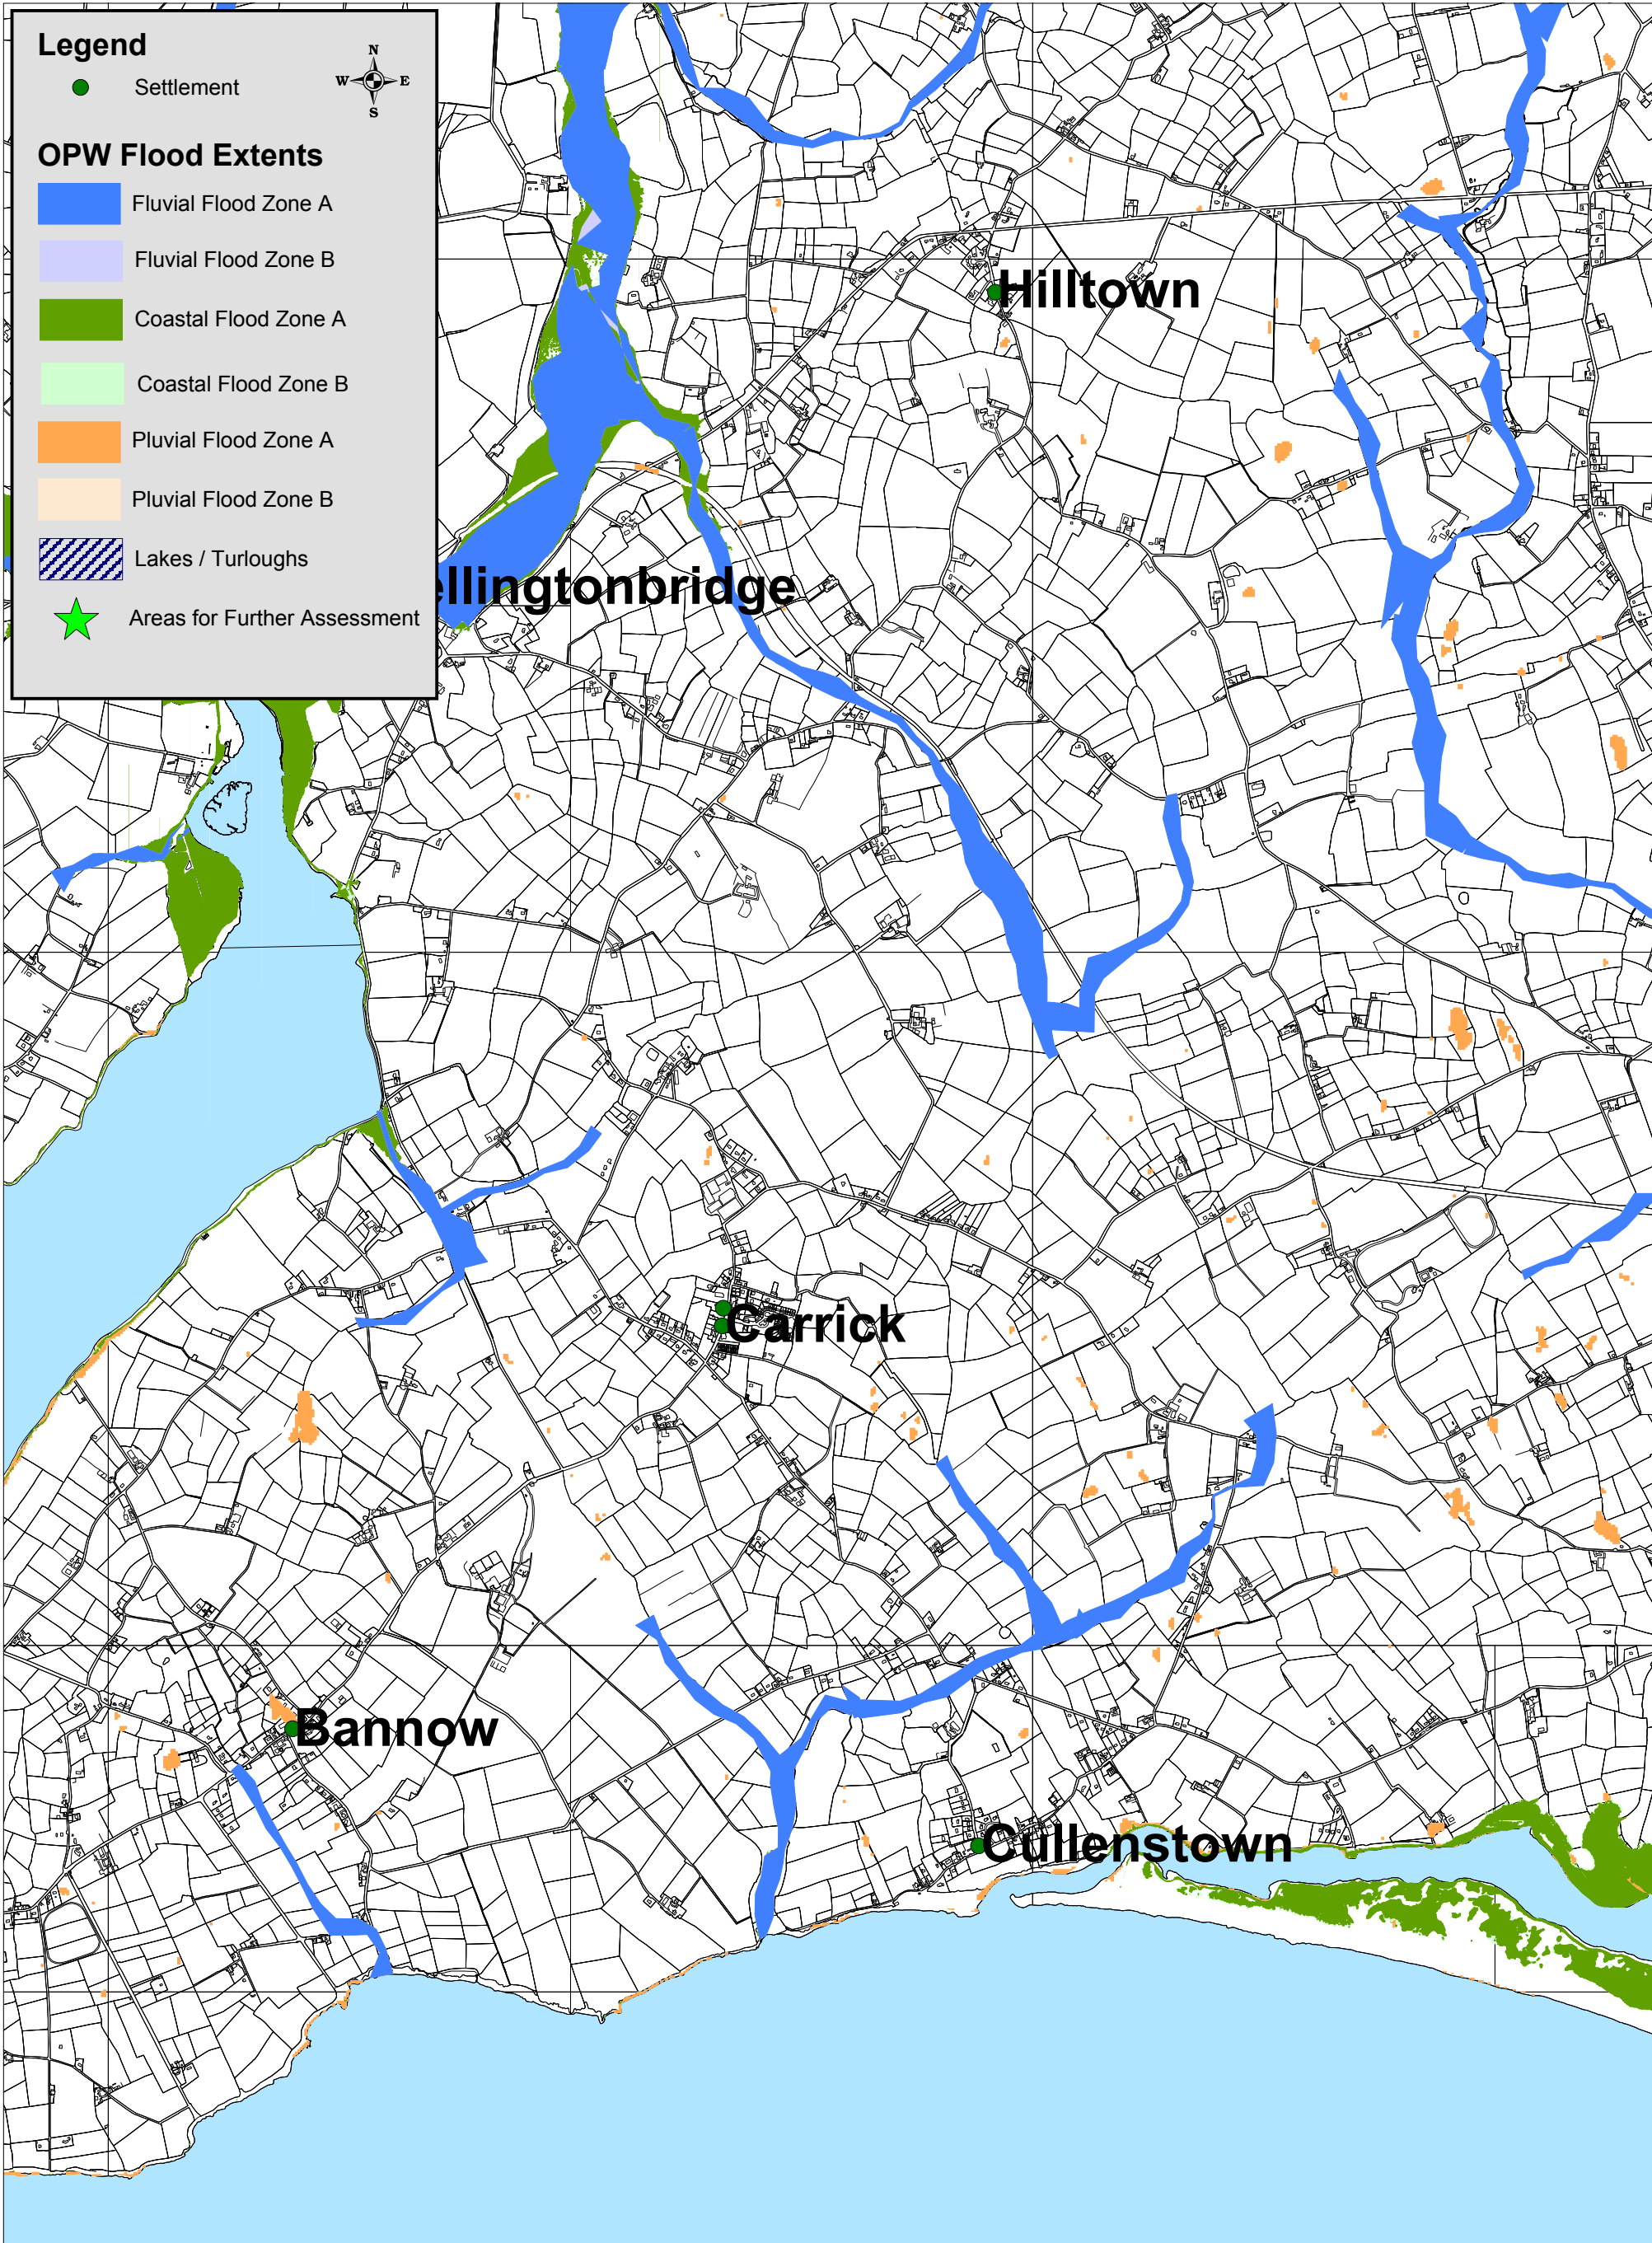 Legend
N
W E
S
Settlement
OPW Flood Extents
Fluvial Flood Zone A
Fluvial Flood Zone B
Coastal Flood Zone A
Coastal Flood Zone B
Pluvial Flood Zone A
Pluvial Flood Zone B
Lakes / Turloughs
Areas for Further Assessment
Hilltown
ellingtonbridge
Carrick
Bannow
Cullenstown